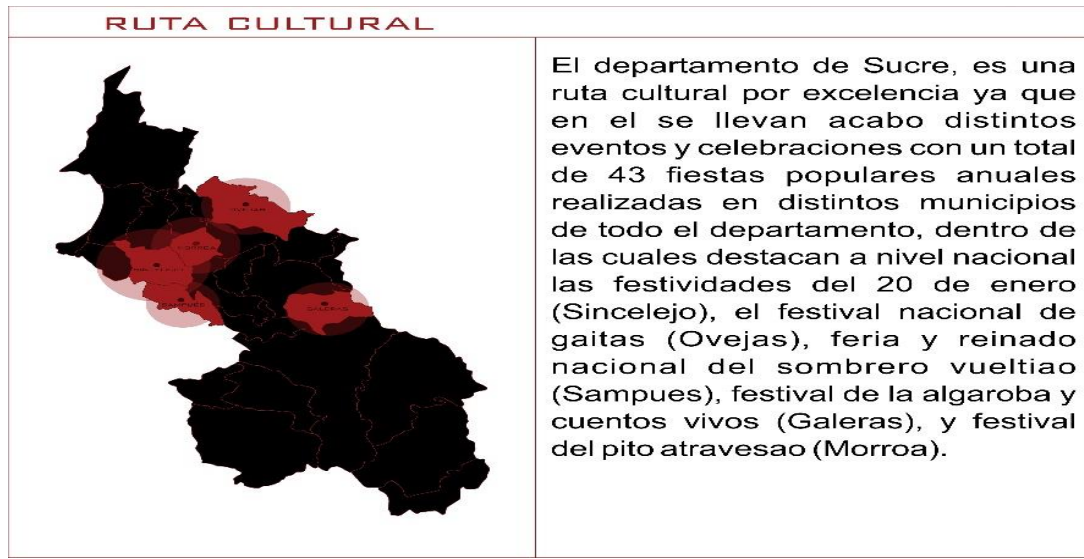 RUTA CULTURAL
OVEJAS
MORROA
SINCELEJO
SAMPUES
GALERAS
El departamento de Sucre, es una
ruta cultural por excelencia ya que
en el se llevan acabo distintos
eventos y celebraciones con un total
de 43 fiestas populares anuales
realizadas en distintos municipios
de todo el departamento, dentro de
las cuales destacan a nivel nacional
las festividades del 20 de enero
(Sincelejo), el festival nacional de
gaitas (Ovejas), feria y reinado
nacional del sombrero vueltiao
(Sampues), festival de la algaroba y
cuentos vivos (Galeras), y festival
del pito atravesao (Morroa).